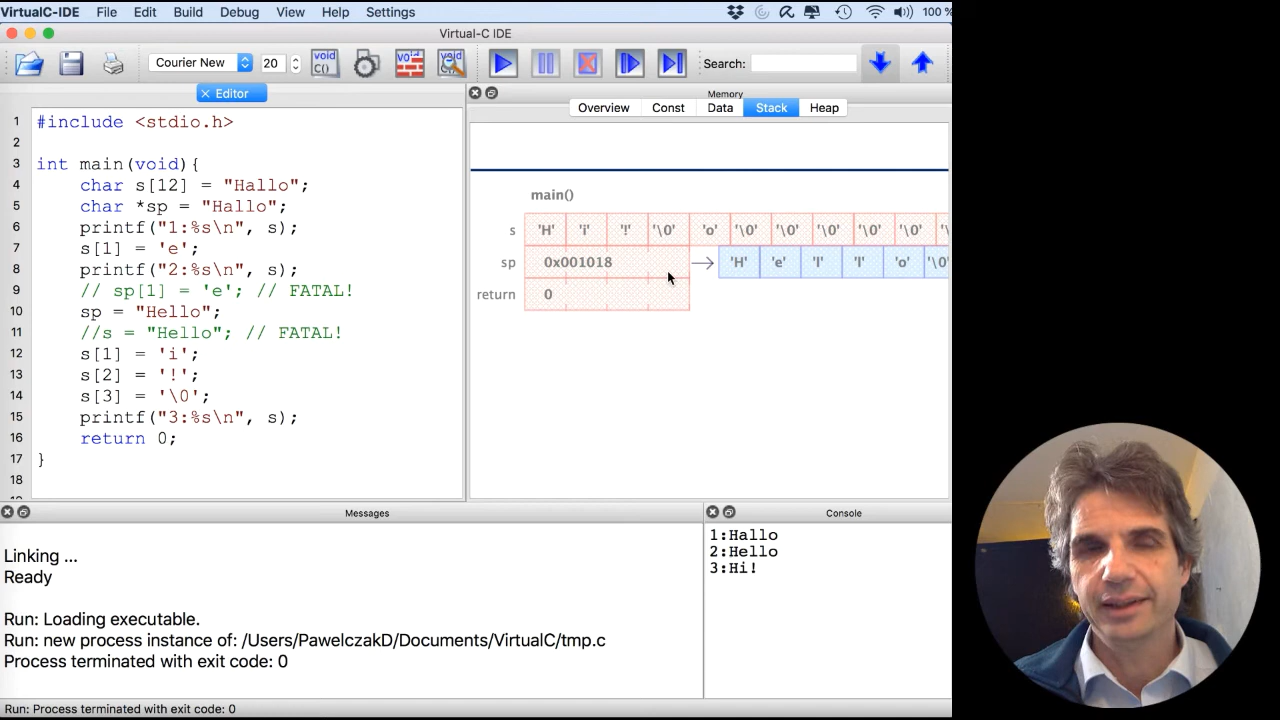 VirtualC-IDE File Edit Build Debug View Help Settings 100 %
Virtual-C IDE
Courier New 20 void C() void void C() Search:
Editor
Memory
Overview Const Data Stack Heap
1 #include <stdio.h>
2
3 int main(void){
4 char s[12] = "Hallo";
5 char *sp = "Hallo";
6 printf("1:%s\n", s);
7 s[1] = 'e';
8 printf("2:%s\n", s);
9 // sp[1] = 'e'; // FATAL!
10 sp = "Hello";
11 //s = "Hello"; // FATAL!
12 s[1] = 'i';
13 s[2] = '!';
14 s[3] = '\0';
15 printf("3:%s\n", s);
16 return 0;
17 }
18
main()
s 'H' 'i' '!' '\0' 'o' '\0' '\0' '\0' '\0' '\0'
sp 0x001018 'H' 'e' 'l' 'l' 'o' '\0'
return 0
Messages
Linking ...
Ready
Run: Loading executable.
Run: new process instance of: /Users/PawelczakD/Documents/VirtualC/tmp.c
Process terminated with exit code: 0
Console
1:Hallo
2:Hello
3:Hi!
Run: Process terminated with exit code: 0